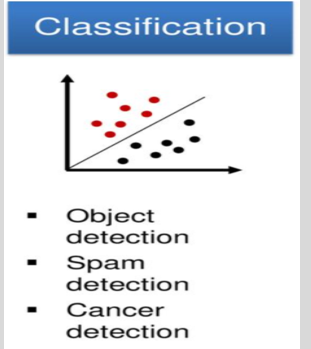 Classification
▪ Object
detection
▪ Spam
detection
▪ Cancer
detection